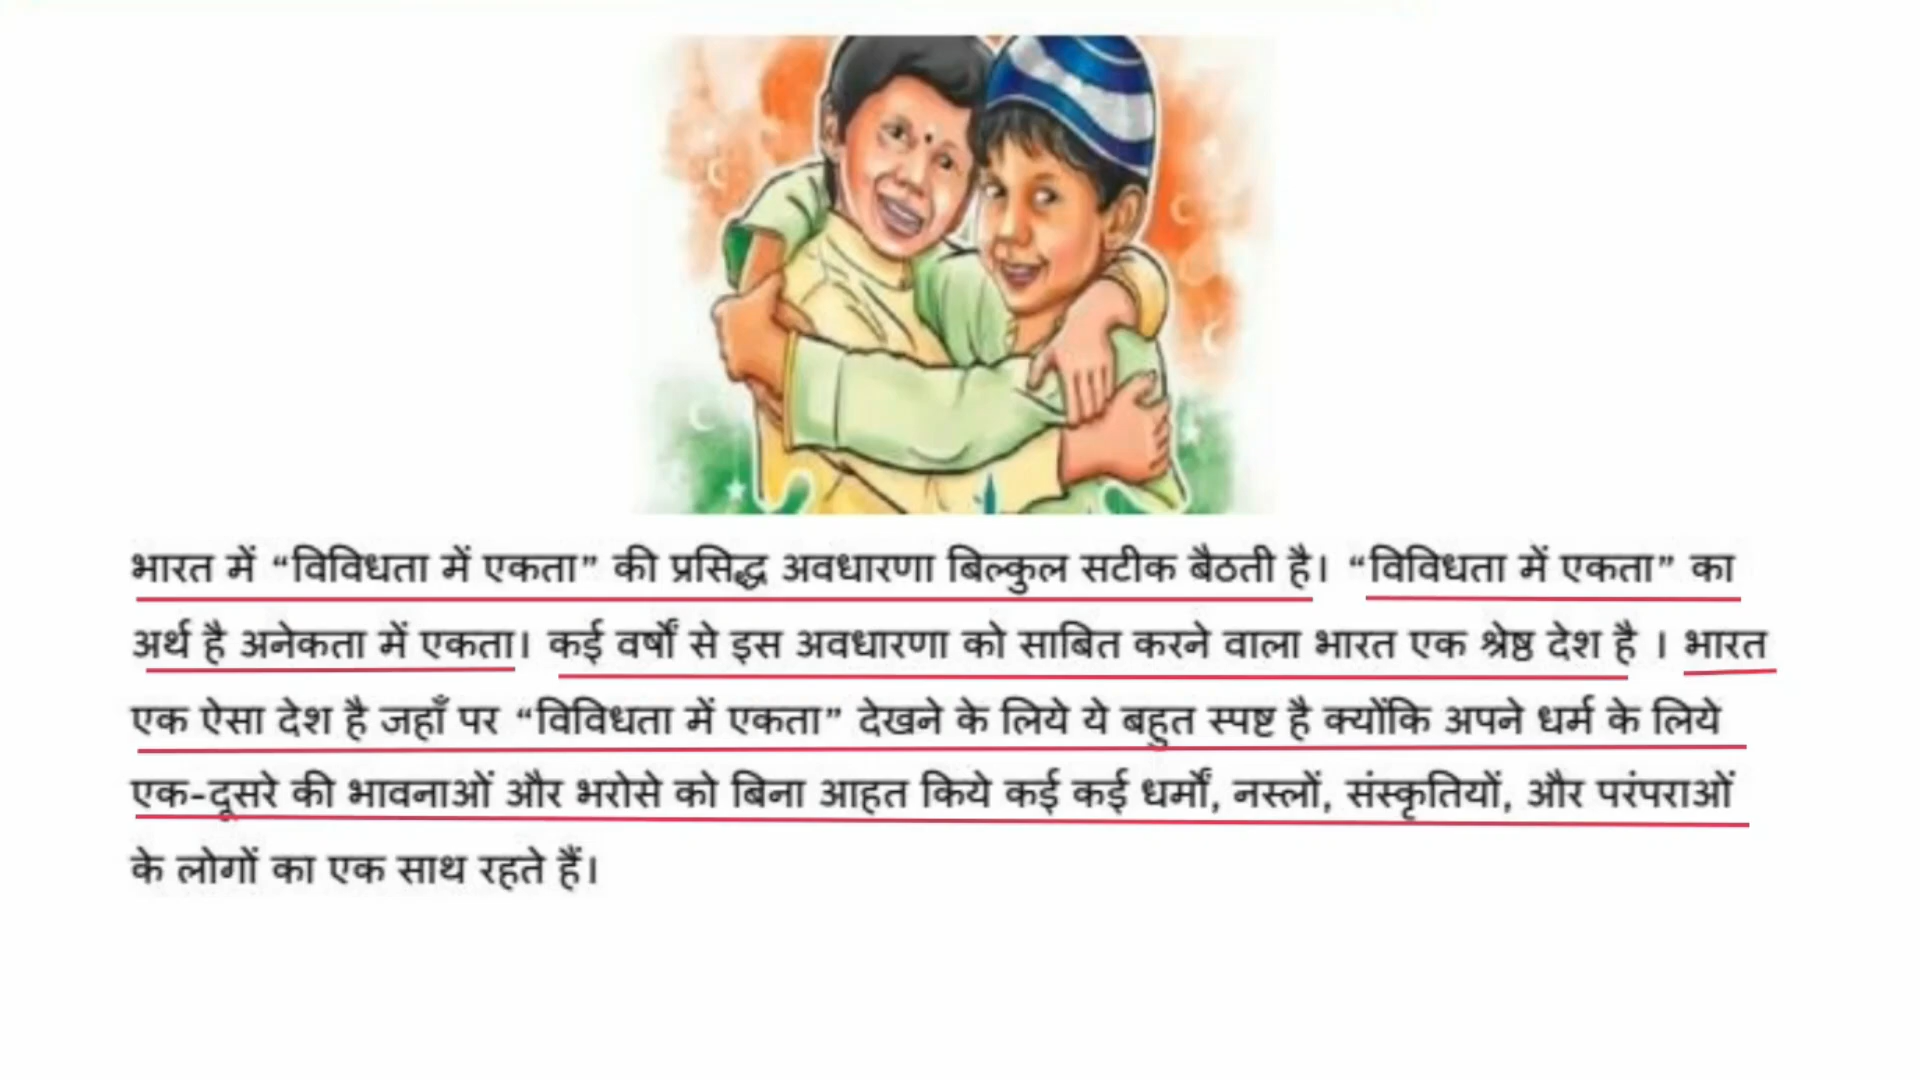 भारत में “विविधता में एकता” की प्रसिद्ध अवधारणा बिल्कुल सटीक बैठती है। “विविधता में एकता” का
अर्थ है अनेकता में एकता। कई वर्षों से इस अवधारणा को साबित करने वाला भारत एक श्रेष्ठ देश है । भारत
एक ऐसा देश है जहाँ पर “विविधता में एकता” देखने के लिये ये बहुत स्पष्ट है क्योंकि अपने धर्म के लिये
एक-दूसरे की भावनाओं और भरोसे को बिना आहत किये कई कई धर्मों, नस्लों, संस्कृतियों, और परंपराओं
के लोगों का एक साथ रहते हैं।